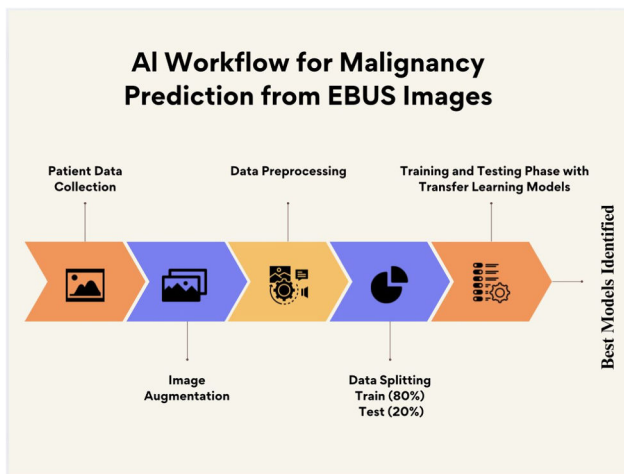 AI Workflow for Malignancy
Prediction from EBUS Images
Patient Data
Collection
Data Preprocessing
Training and Testing Phase with
Transfer Learning Models
Best Models Identified
Image
Augmentation
Data Splitting
Train (80%)
Test (20%)